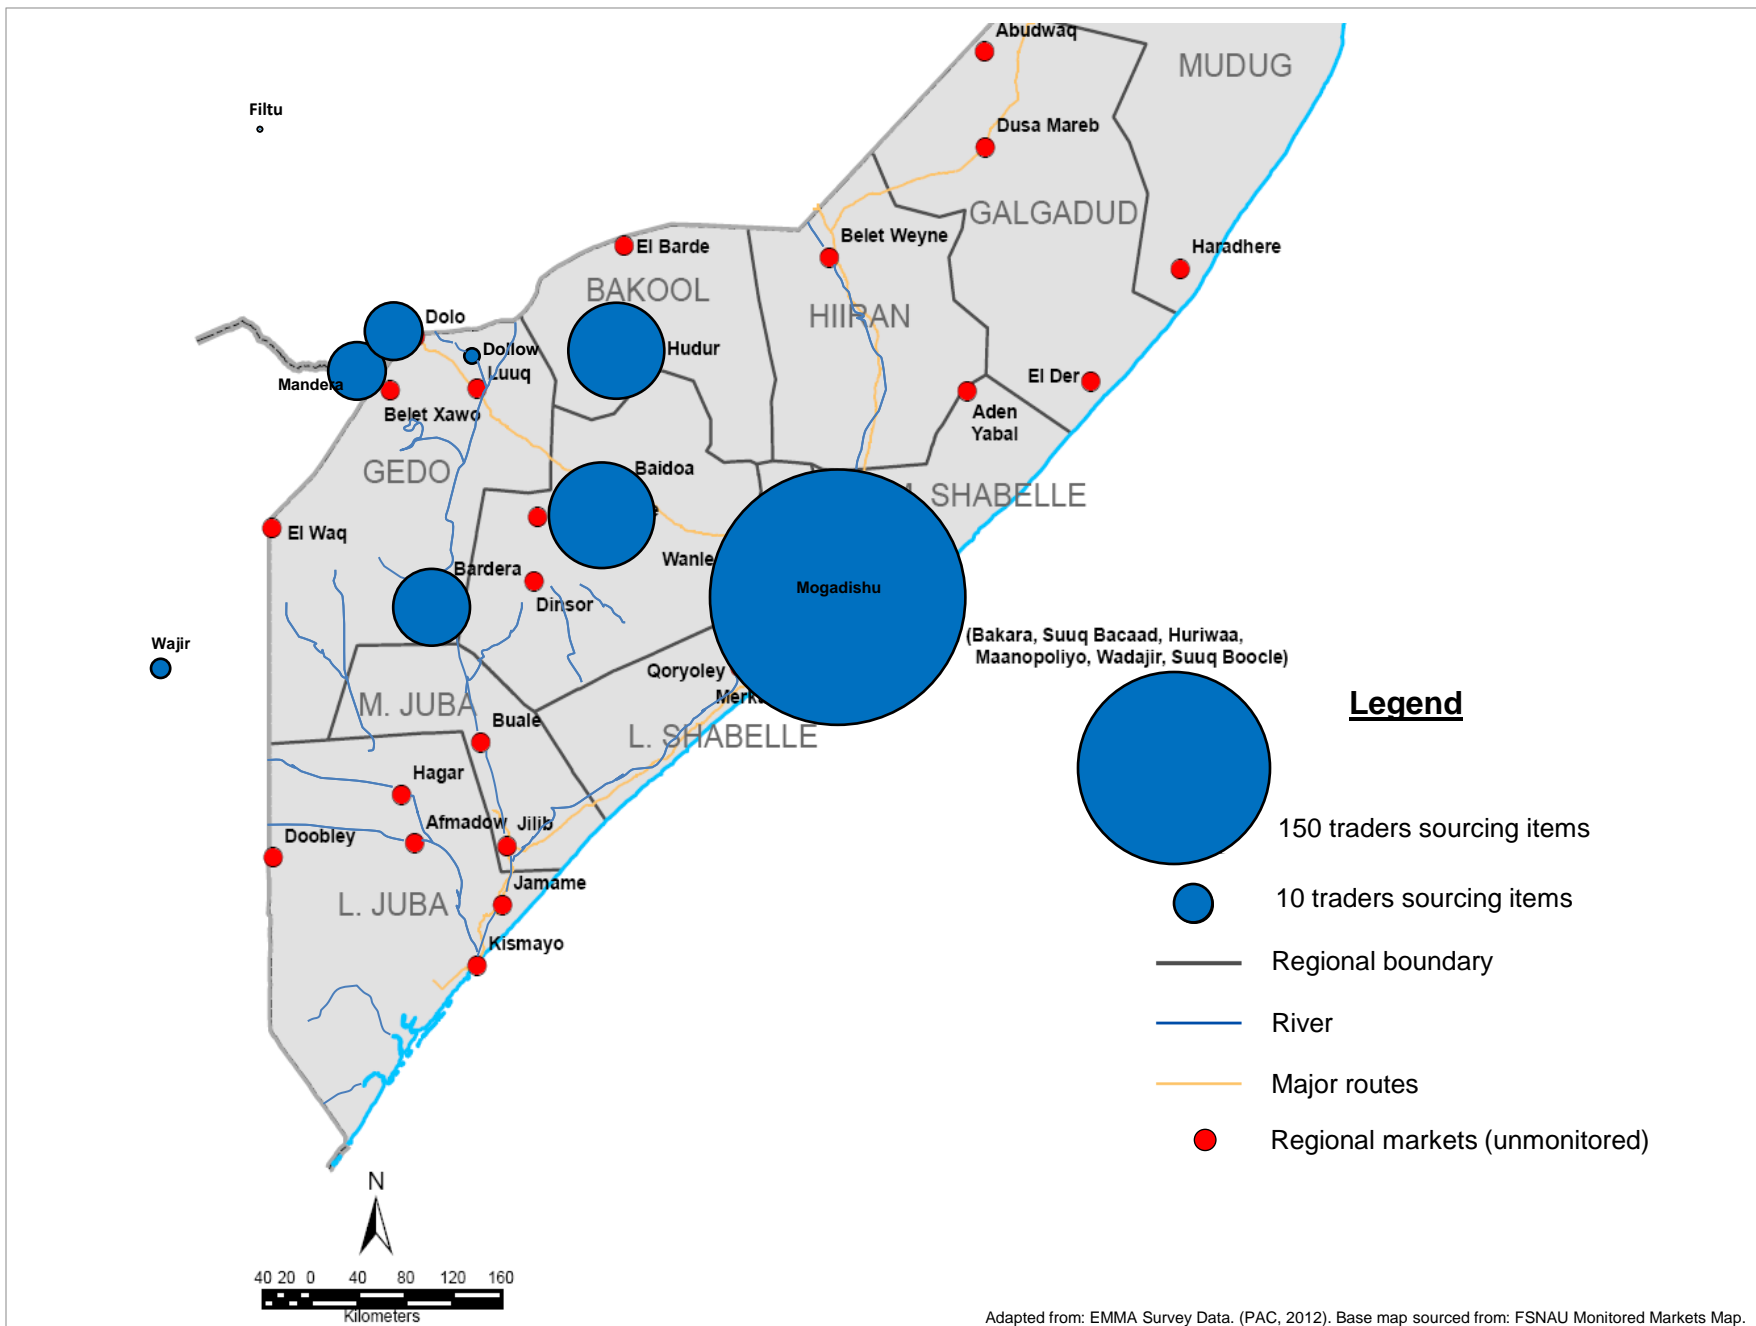 Abudwaq
MUDUG
Filtu
Dusa Mareb
GALGADUD
Belet Weyne
El Barde
Haradhere
BAKOOL
HIIRAN
Dolo
Dollow
Hudur
Luuq
Mandera
El Der
Belet Xawo
Aden
Yabal
GEDO
Baidoa
SHABELLE
El Waq
Wanle
Bardera
Mogadishu
Dinsor
(Bakara, Suuq Bacaad, Huriwaa,
Maanopoliyo, Wadajir, Suuq Boocle)
Wajir
Qoryoley
Merka
Legend
M. JUBA
Buale
L. SHABELLE
Hagar
Afmadow
Jilib
Doobley
150 traders sourcing items
Jamame
10 traders sourcing items
L. JUBA
Kismayo
Regional boundary
River
Major routes
Regional markets (unmonitored)
N
40 20 0 40 80 120 160
Kilometers
Adapted from: EMMA Survey Data. (PAC, 2012). Base map sourced from: FSNAU Monitored Markets Map.